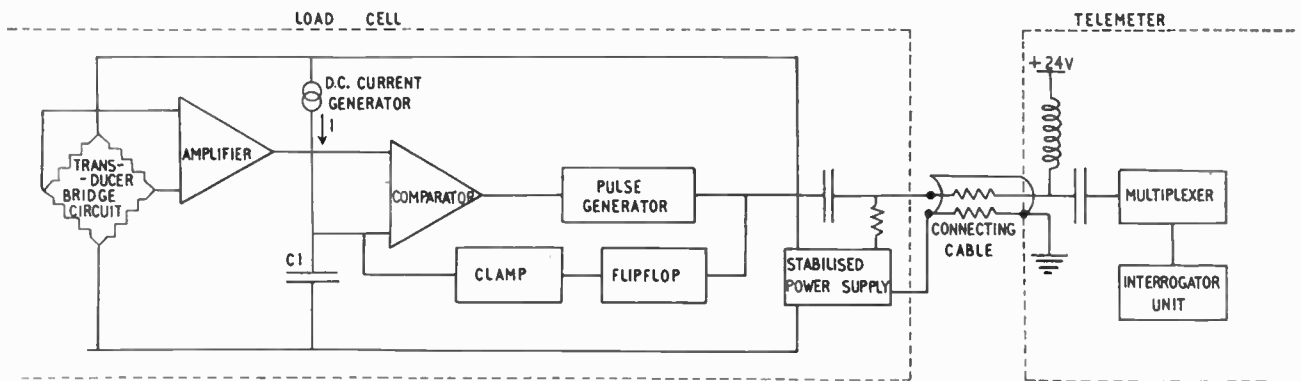 LOAD CELL
TELEMETER
+24V
D.C. CURRENT
GENERATOR
I
AMPLIFIER
TRANS-
-DUCER
BRIDGE
CIRCUIT
COMPARATOR
PULSE
GENERATOR
C1
CLAMP
FLIPFLOP
STABILISED
POWER SUPPLY
CONNECTING
CABLE
MULTIPLEXER
INTERROGATOR
UNIT